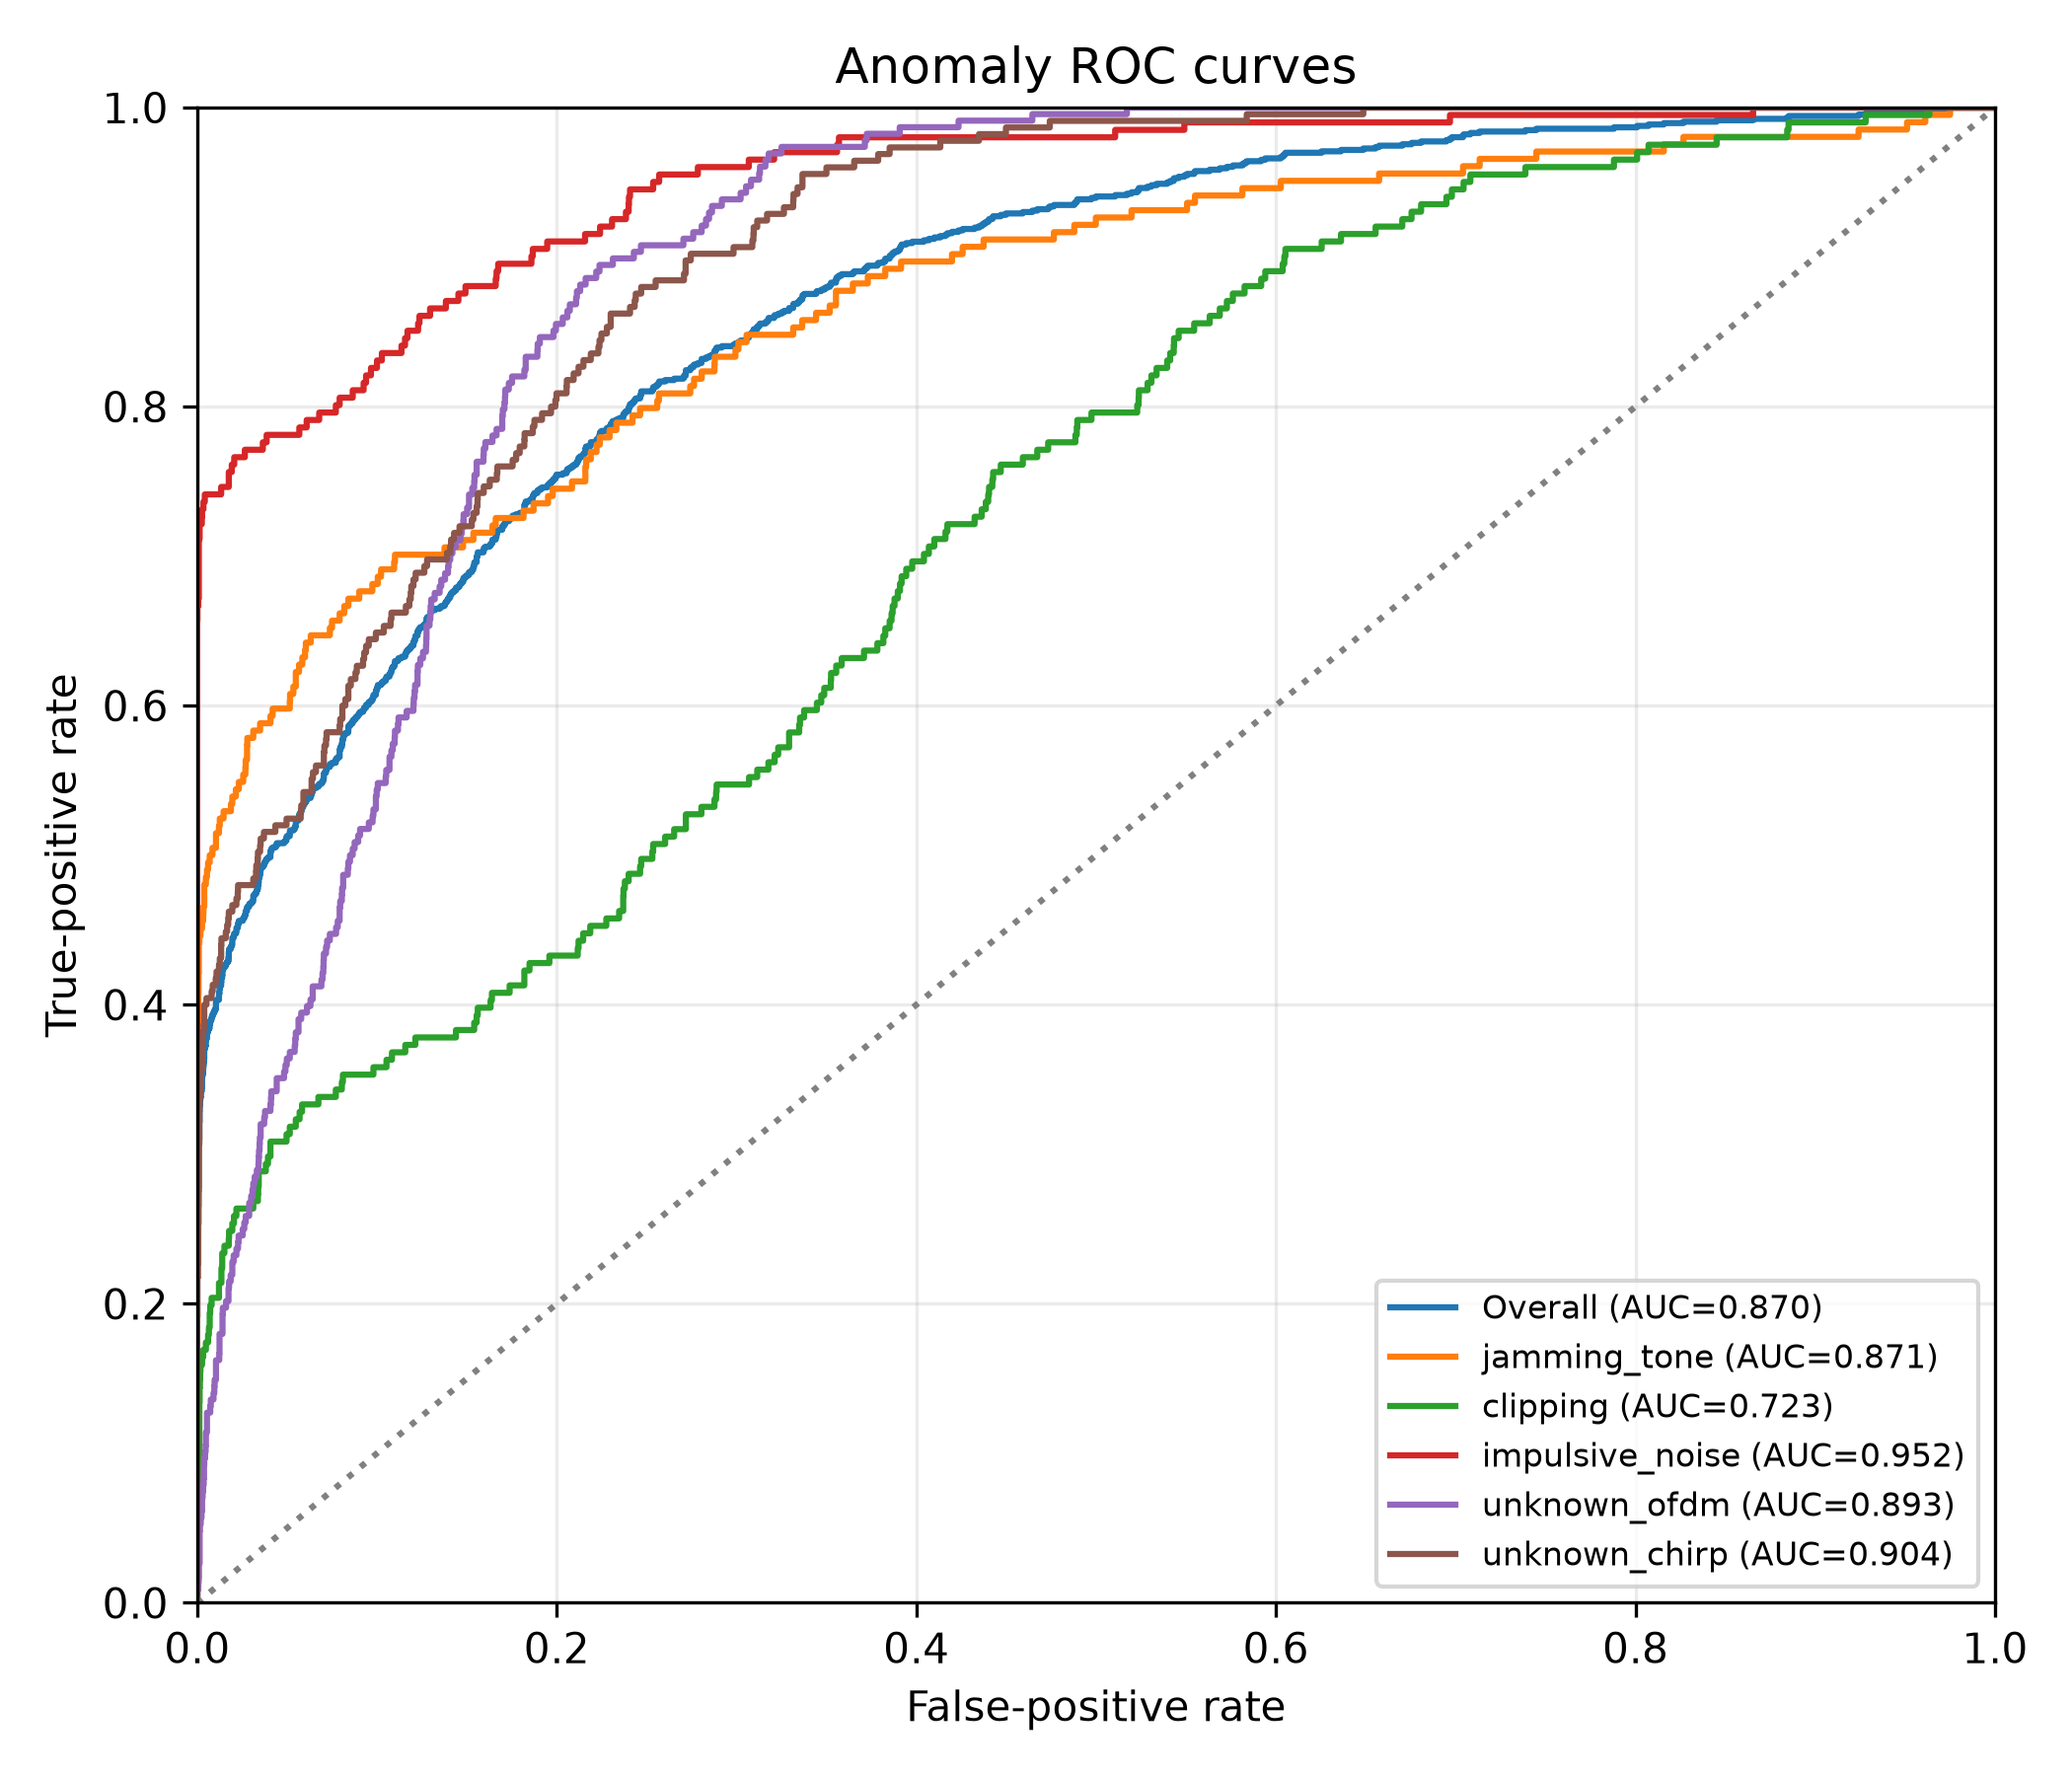 Anomaly ROC curves
True-positive rate
1.0
0.8
0.6
0.4
0.2
0.0
Overall (AUC=0.870)
jamming_tone (AUC=0.871)
clipping (AUC=0.723)
impulsive_noise (AUC=0.952)
unknown_ofdm (AUC=0.893)
unknown_chirp (AUC=0.904)
0.0 0.2 0.4 0.6 0.8 1.0
False-positive rate